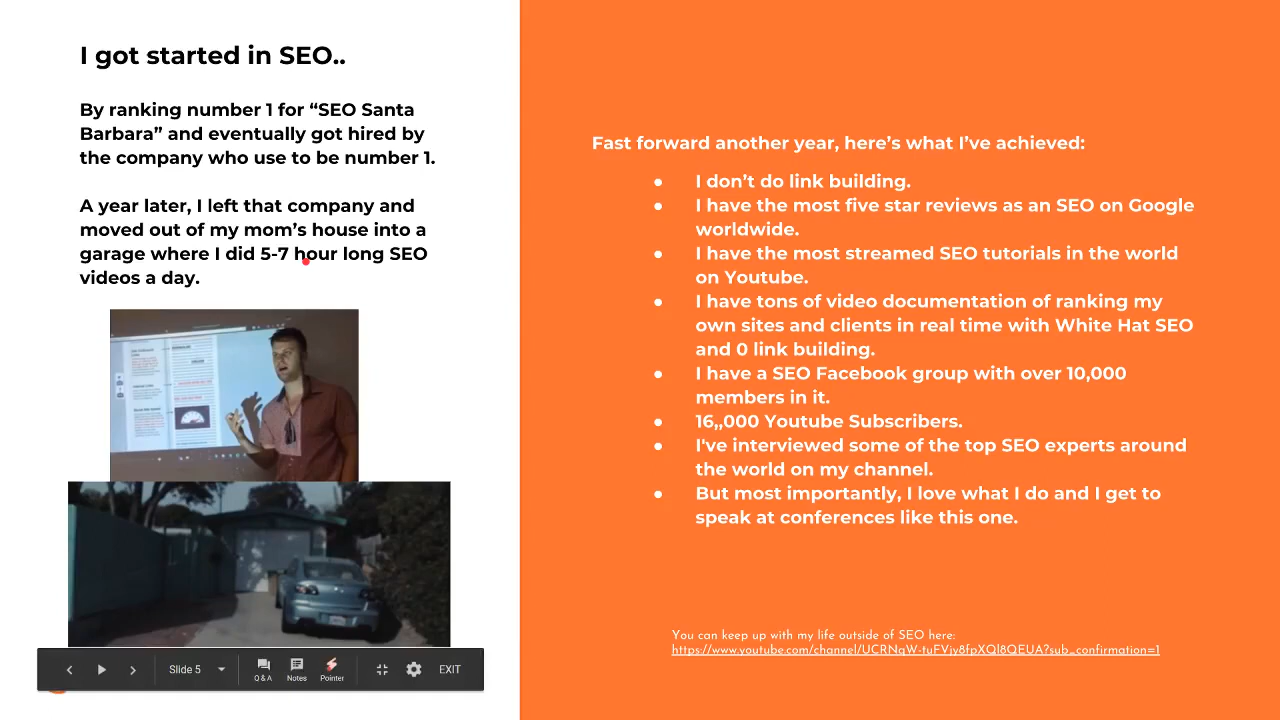 I got started in SEO..
By ranking number 1 for “SEO Santa
Barbara” and eventually got hired by
the company who use to be number 1.
A year later, I left that company and
moved out of my mom’s house into a
garage where I did 5-7 hour long SEO
videos a day.
Fast forward another year, here’s what I’ve achieved:
● I don’t do link building.
● I have the most five star reviews as an SEO on Google
worldwide.
● I have the most streamed SEO tutorials in the world
on Youtube.
● I have tons of video documentation of ranking my
own sites and clients in real time with White Hat SEO
and 0 link building.
● I have a SEO Facebook group with over 10,000
members in it.
● 16,,000 Youtube Subscribers.
● I've interviewed some of the top SEO experts around
the world on my channel.
● But most importantly, I love what I do and I get to
speak at conferences like this one.
You can keep up with my life outside of SEO here:
https://www.youtube.com/channel/UCRNqW-tuFVjy8fpXQl8QEUA?sub_confirmation=1
Slide 5
Q & A
Notes
Pointer
EXIT